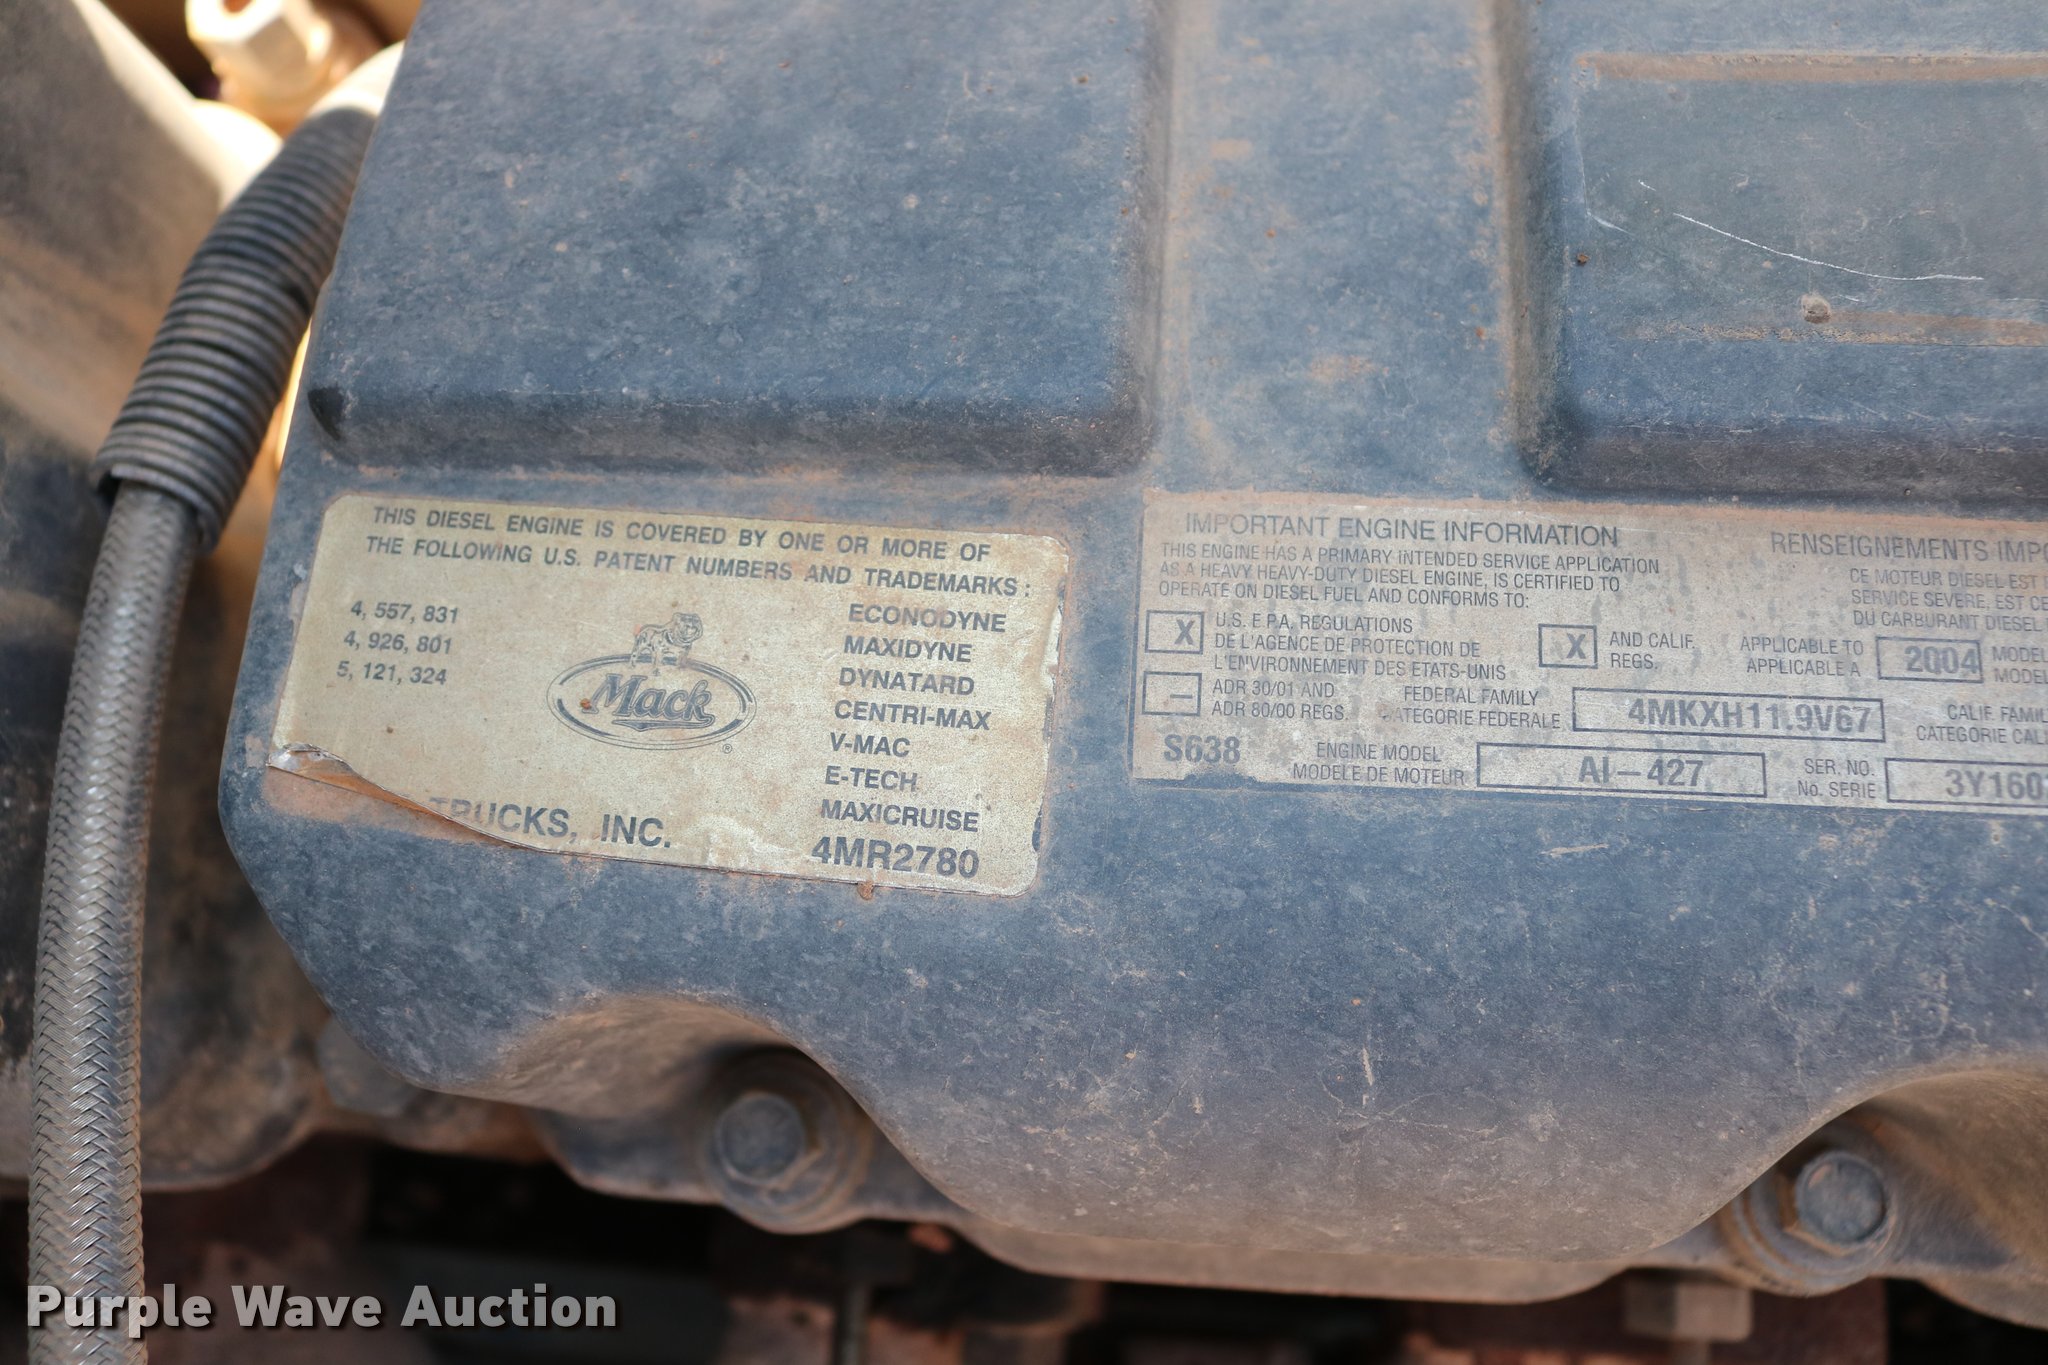 THIS DIESEL ENGINE IS COVERED BY ONE OR MORE OF
THE FOLLOWING U.S. PATENT NUMBERS AND TRADEMARKS:
4, 557, 831
4, 926, 801
5, 121, 324
Mack
®
ECONODYNE
MAXIDYNE
DYNATARD
CENTRI-MAX
V-MAC
E-TECH
MAXICRUISE
TRUCKS, INC.
4MR2780
IMPORTANT ENGINE INFORMATION
THIS ENGINE HAS A PRIMARY INTENDED SERVICE APPLICATION
AS A HEAVY HEAVY-DUTY DIESEL ENGINE, IS CERTIFIED TO
OPERATE ON DIESEL FUEL AND CONFORMS TO:
X U.S. E.P.A. REGULATIONS
DE L'AGENCE DE PROTECTION DE
L'ENVIRONNEMENT DES ETATS-UNIS
X AND CALIF.
REGS.
— ADR 30/01 AND
ADR 80/00 REGS.
FEDERAL FAMILY
CATEGORIE FEDERALE
4MKXH11.9V67
S638
ENGINE MODEL
MODELE DE MOTEUR
AI-427
RENSEIGNEMENTS
CE MOTEUR DIESEL EST
SERVICE SEVERE, EST
DU CARBURANT DIESEL
APPLICABLE TO
APPLICABLE A
2004
MODEL
CALIF.
CATEGORIE
SER. NO.
No. SERIE
3Y160
Purple Wave Auction